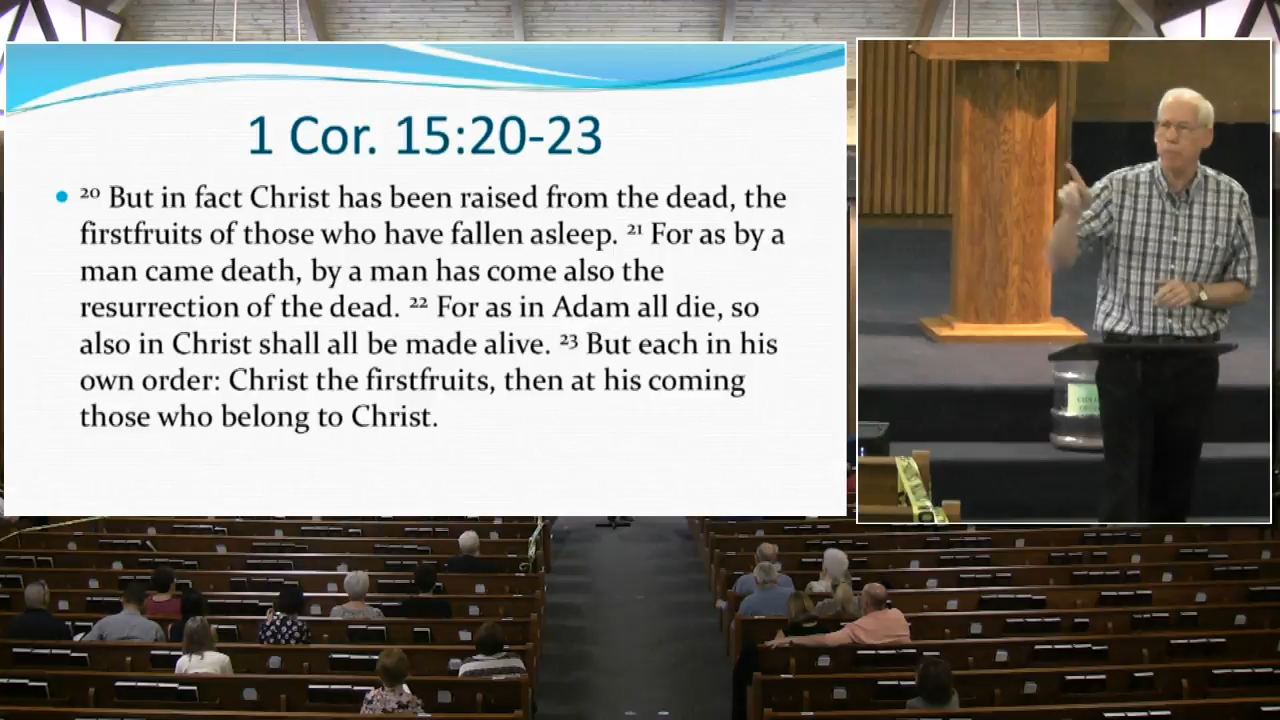 1 Cor. 15:20-23
• ²⁰ But in fact Christ has been raised from the dead, the
firstfruits of those who have fallen asleep. ²¹ For as by a
man came death, by a man has come also the
resurrection of the dead. ²² For as in Adam all die, so
also in Christ shall all be made alive. ²³ But each in his
own order: Christ the firstfruits, then at his coming
those who belong to Christ.